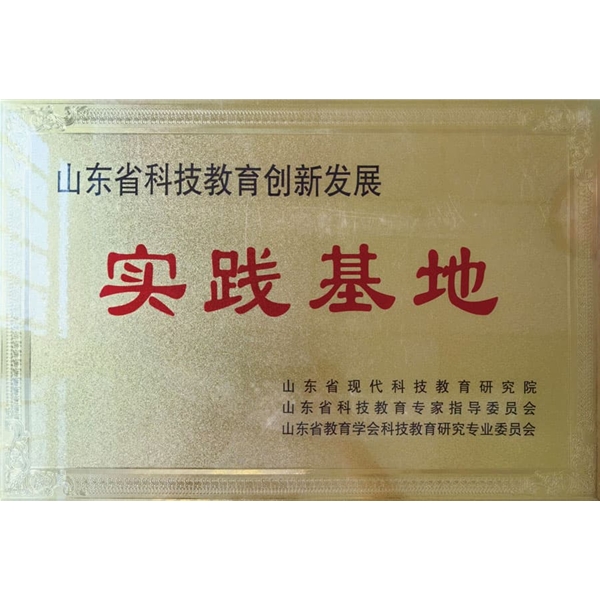 山东省科技教育创新发展
实践基地
山东省现代科技教育研究院
山东省科技教育专家指导委员会
山东省教育学会科技教育研究专业委员会